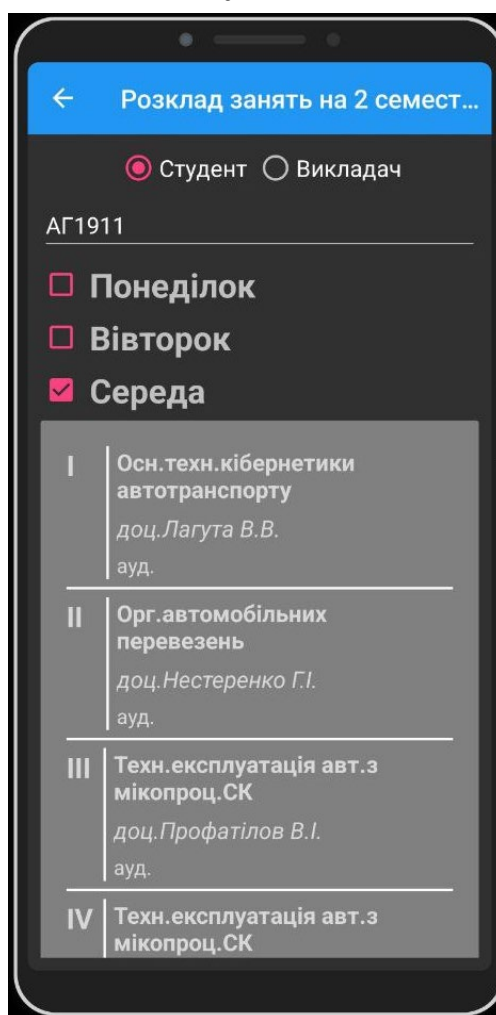 Розклад занять на 2 семест...
Студент Викладач
АГ1911
Понеділок
Вівторок
Середа
I Осн.техн.кібернетики
автотранспорту
доц.Лагута В.В.
ауд.
II Орг.автомобільних
перевезень
доц.Нестеренко Г.І.
ауд.
III Техн.експлуатація авт.з
мікопроц.СК
доц.Профатілов В.І.
ауд.
IV Техн.експлуатація авт.з
мікопроц.СК